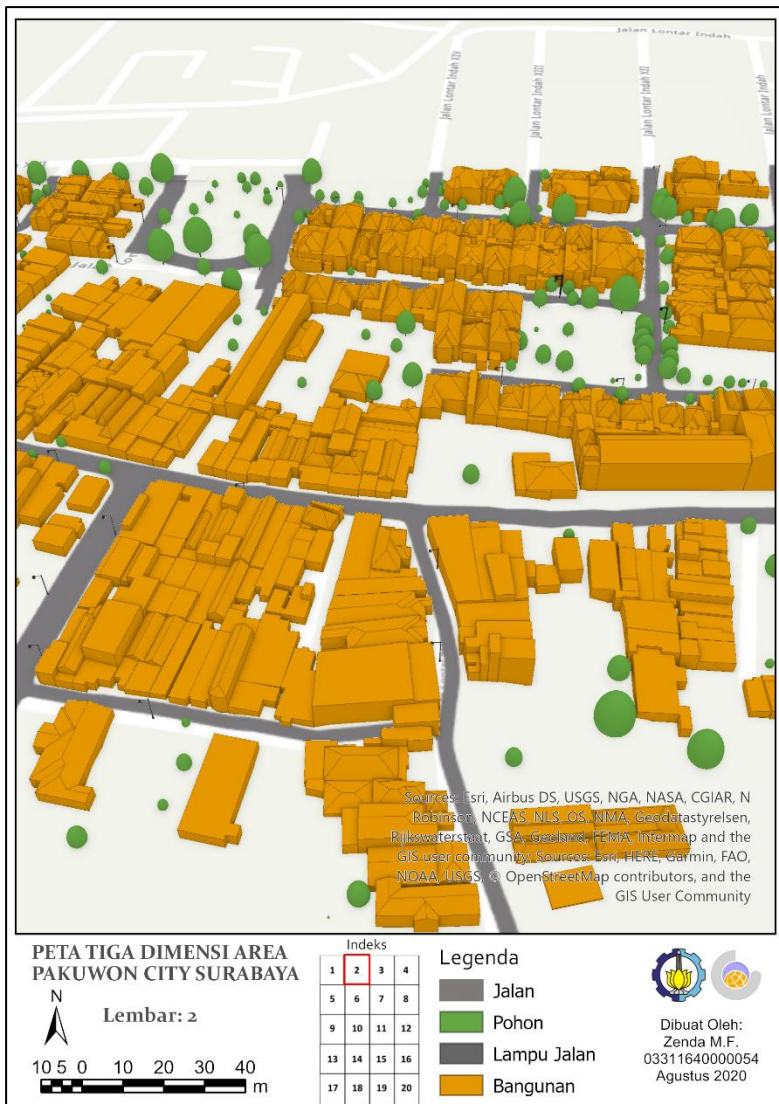 Jalan Lontar Indah
Jalan Lontar Indah XIV
Jalan Lontar Indah XIII
Jalan Lontar Indah XII
Jalan Lontar Indah
XII
Sources: Esri, Airbus DS, USGS, NGA, NASA, CGIAR, N
Robinson, NCEAS, NLS, OS, NMA, Geodatastyrelsen,
Rijkswaterstaat, GSA, Geoland, FEMA, Intermap and the
GIS user community, Sources: Esri, HERE, Garmin, FAO,
NOAA, USGS, © OpenStreetMap contributors, and the
GIS User Community
PETA TIGA DIMENSI AREA
PAKUWON CITY SURABAYA
N
Lembar: 2
10 5 0 10 20 30 40
m
Indeks
1 2 3 4
5 6 7 8
9 10 11 12
13 14 15 16
17 18 19 20
Legenda
Jalan
Pohon
Lampu Jalan
Bangunan
Dibuat Oleh:
Zenda M.F.
03311640000054
Agustus 2020